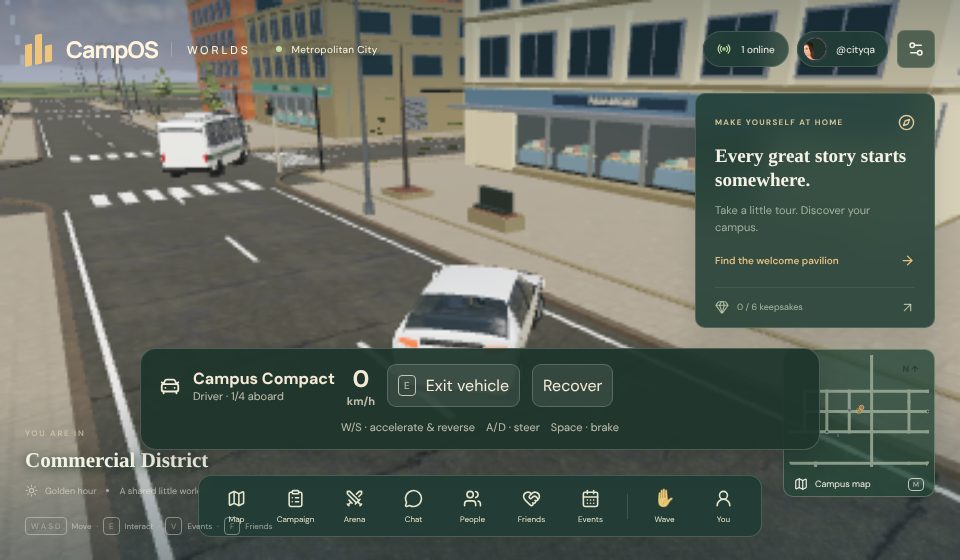 CampOS WORLDS Metropolitan City
1 online
@cityqa
MAKE YOURSELF AT HOME
Every great story starts
somewhere.
Take a little tour. Discover your
campus.
Find the welcome pavilion
0 / 6 keepsakes
Campus Compact
Driver · 1/4 aboard
0
km/h
E Exit vehicle
Recover
W/S · accelerate & reverse A/D · steer Space · brake
N
Campus map M
YOU ARE IN
Commercial District
Golden hour • A shared little
WASD Move · E Interact · V Events · F Friends
Map
Campaign
Arena
Chat
People
Friends
Events
Wave
You